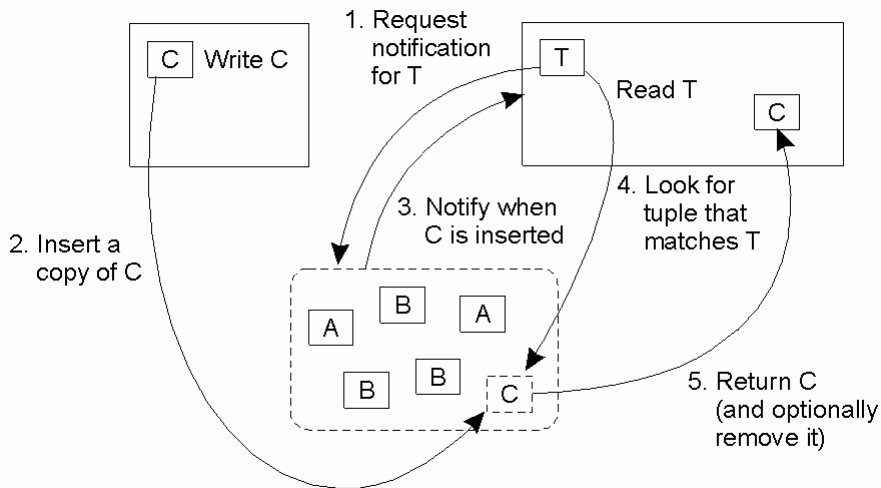 C
Write C
1. Request
notification
for T
T
Read T
C
2. Insert a
copy of C
3. Notify when
C is inserted
4. Look for
tuple that
matches T
A
B
A
B
B
C
5. Return C
(and optionally
remove it)